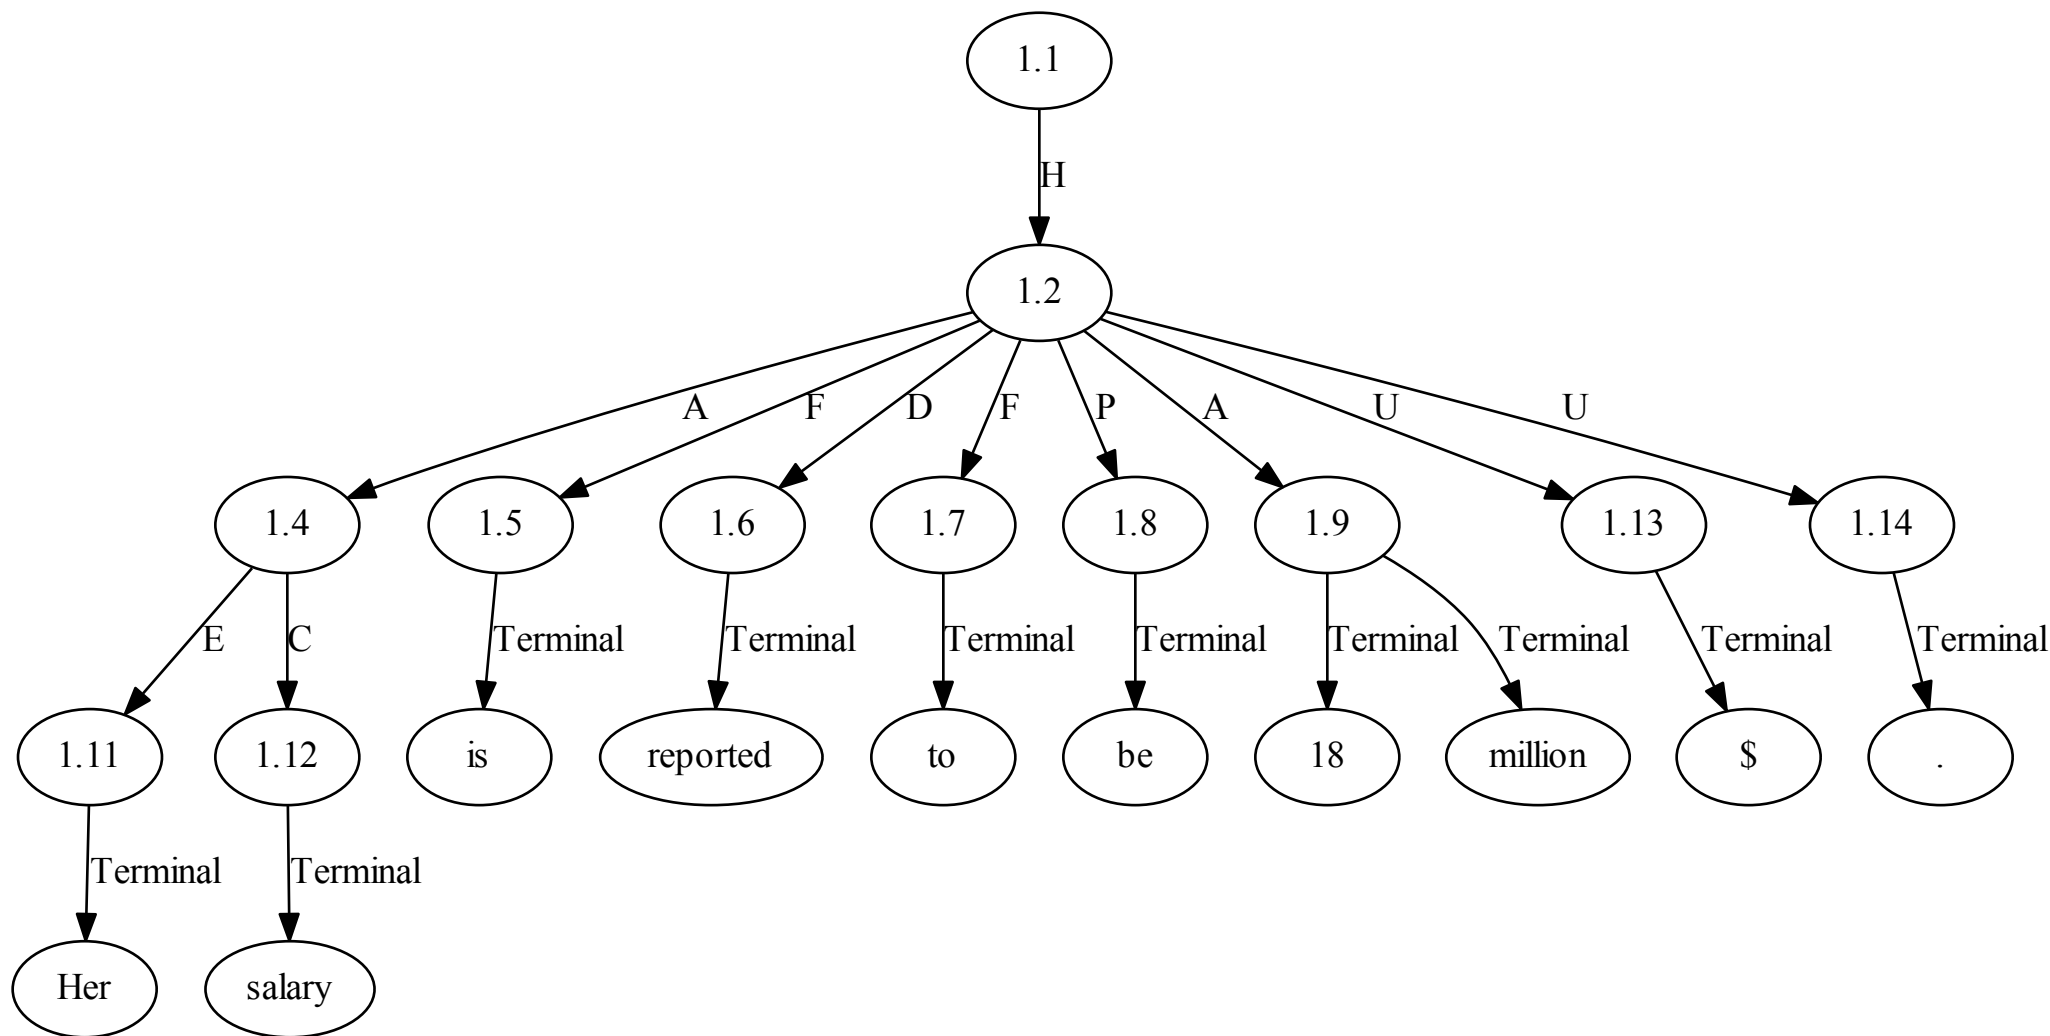 1.1
H
1.2
A F D F P A U U
1.4 1.5 1.6 1.7 1.8 1.9 1.13 1.14
E C Terminal Terminal Terminal Terminal Terminal Terminal Terminal Terminal
1.11 1.12 is reported to be 18 million $ .
Terminal Terminal
Her salary